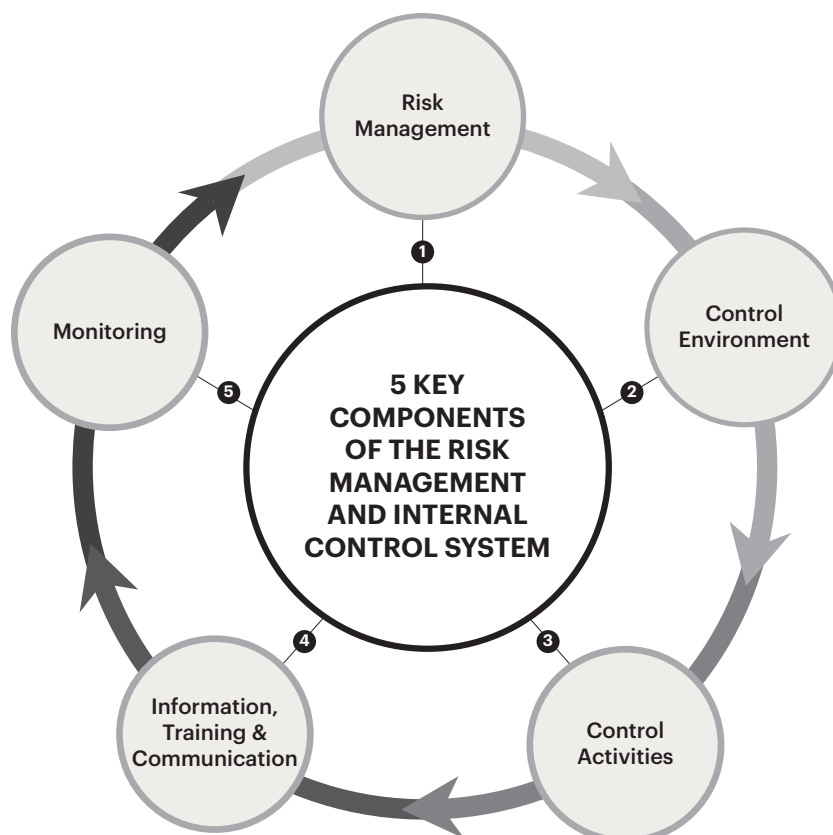 Risk
Management
1
Control
Environment
2
Monitoring
5
5 KEY
COMPONENTS
OF THE RISK
MANAGEMENT
AND INTERNAL
CONTROL SYSTEM
4
3
Information,
Training &
Communication
Control
Activities